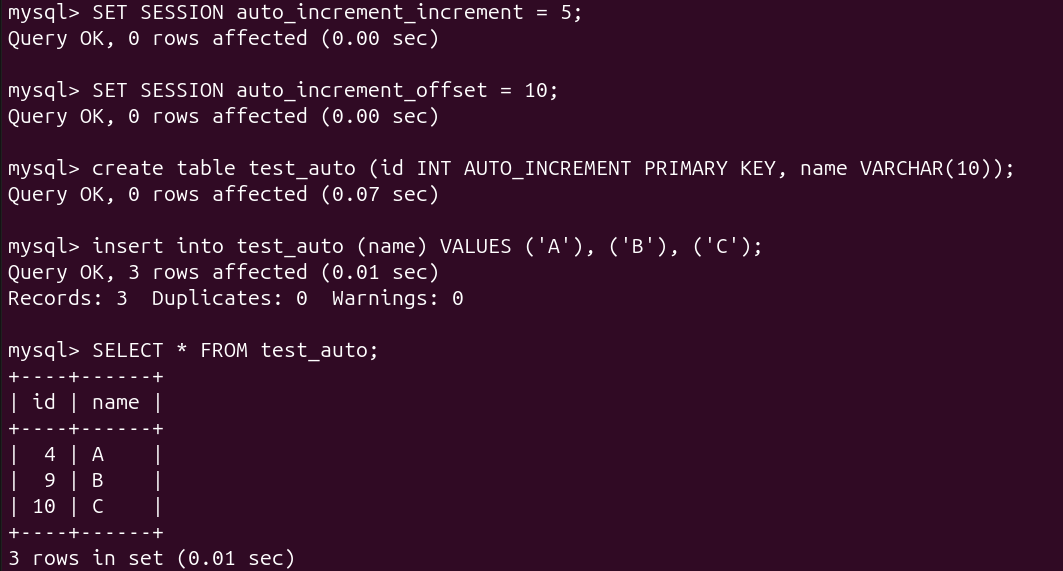 mysql> SET SESSION auto_increment_increment = 5;
Query OK, 0 rows affected (0.00 sec)

mysql> SET SESSION auto_increment_offset = 10;
Query OK, 0 rows affected (0.00 sec)

mysql> create table test_auto (id INT AUTO_INCREMENT PRIMARY KEY, name VARCHAR(10));
Query OK, 0 rows affected (0.07 sec)

mysql> insert into test_auto (name) VALUES ('A'), ('B'), ('C');
Query OK, 3 rows affected (0.01 sec)
Records: 3  Duplicates: 0  Warnings: 0

mysql> SELECT * FROM test_auto;
+----+------+
| id | name |
+----+------+
|  4 | A    |
|  9 | B    |
| 10 | C    |
+----+------+
3 rows in set (0.01 sec)